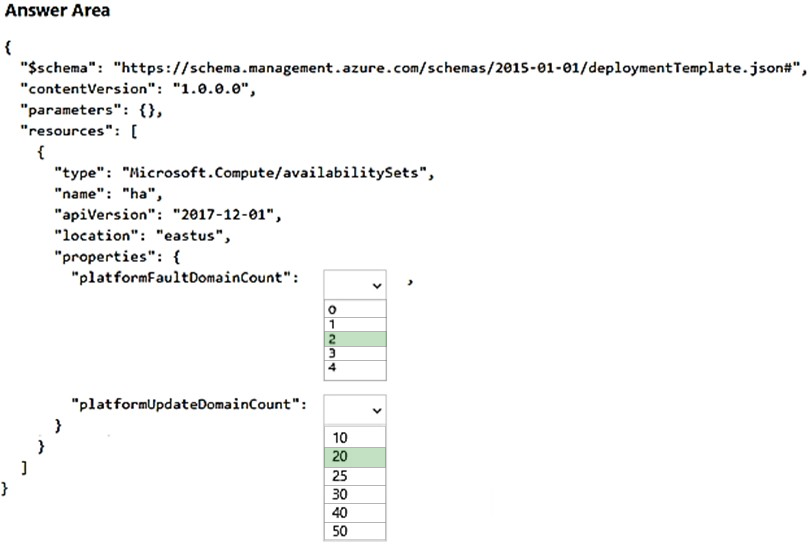 Answer Area
{
"$schema": "https://schema.management.azure.com/schemas/2015-01-01/deploymentTemplate.json#",
"contentVersion": "1.0.0.0",
"parameters": {},
"resources": [
{
"type": "Microsoft.Compute/availabilitySets",
"name": "ha",
"apiVersion": "2017-12-01",
"location": "eastus",
"properties": {
"platformFaultDomainCount": ,
0
1
2
3
4
"platformUpdateDomainCount":
}
10
}
20
]
25
}
30
40
50